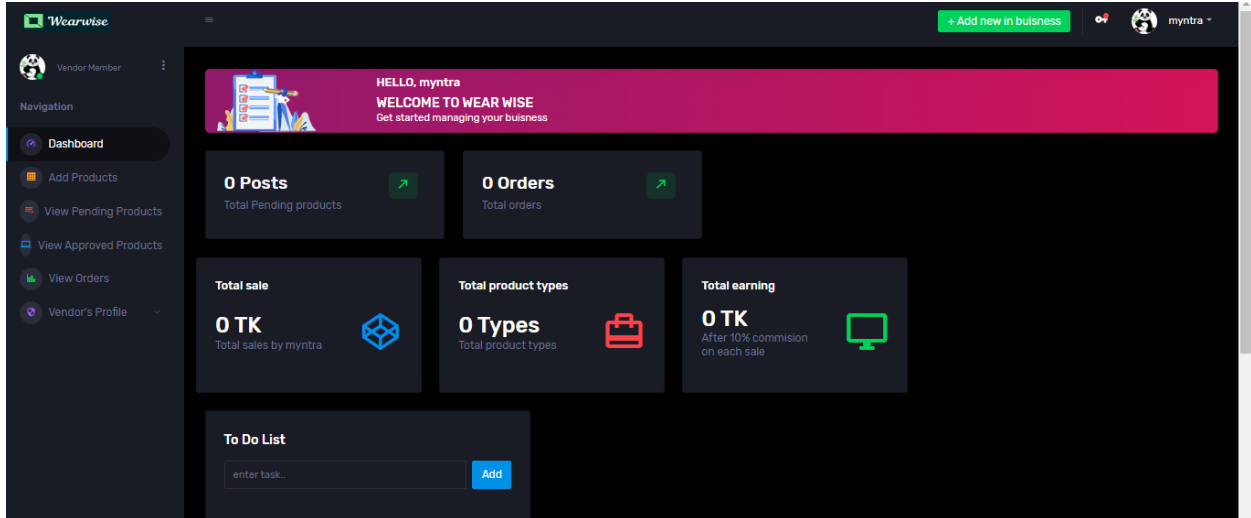 Wearwise
+ Add new in buisness
myntra
Vendor Member
Navigation
Dashboard
Add Products
View Pending Products
View Approved Products
View Orders
Vendor's Profile
HELLO, myntra
WELCOME TO WEAR WISE
Get started managing your buisness
0 Posts
Total Pending products
0 Orders
Total orders
Total sale
0 TK
Total sales by myntra
Total product types
0 Types
Total product types
Total earning
0 TK
After 10% commision
on each sale
To Do List
enter task..
Add